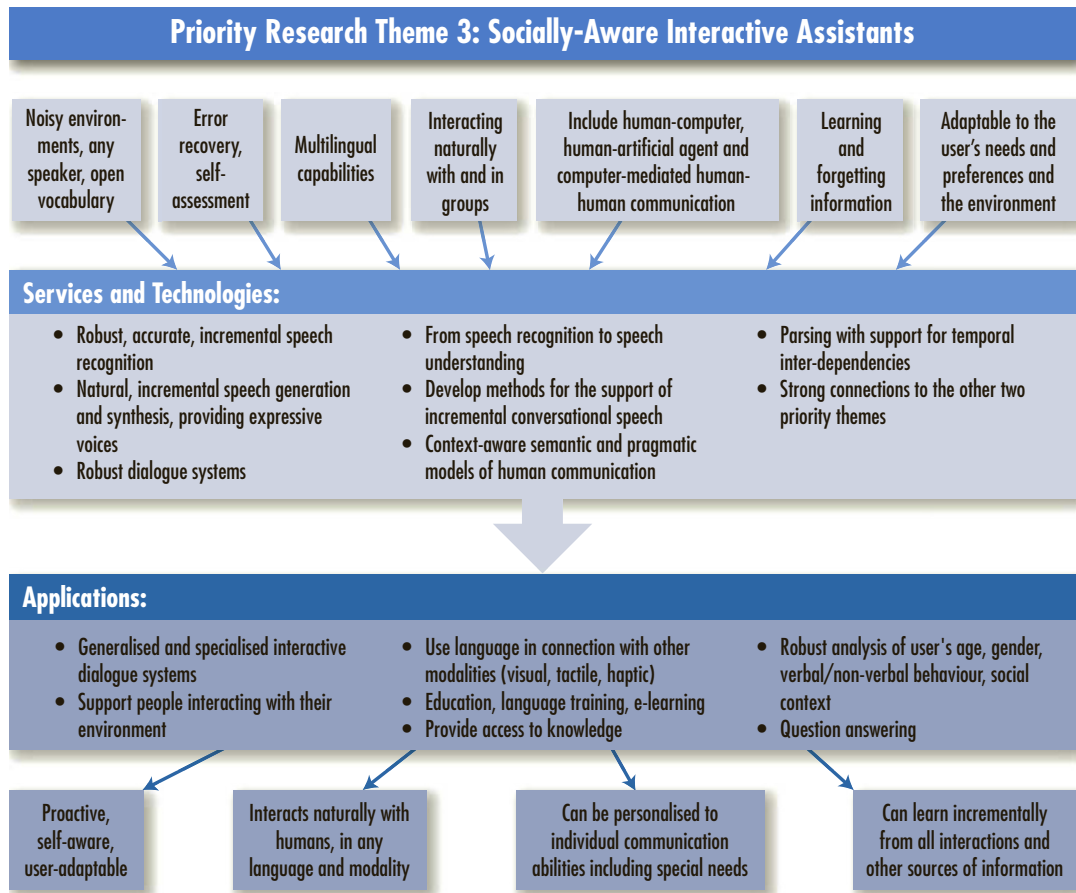 Priority Research Theme 3: Socially-Aware Interactive Assistants
Noisy environ-
ments, any
speaker, open
vocabulary
Error
recovery,
self-
assessment
Multilingual
capabilities
Interacting
naturally
with and in
groups
Include human-computer,
human-artificial agent and
computer-mediated human-
human communication
Learning
and
forgetting
information
Adaptable to the
user's needs and
preferences and
the environment
Services and Technologies:
• Robust, accurate, incremental speech
recognition
• Natural, incremental speech generation
and synthesis, providing expressive
voices
• Robust dialogue systems
• From speech recognition to speech
understanding
• Develop methods for the support of
incremental conversational speech
• Context-aware semantic and pragmatic
models of human communication
• Parsing with support for temporal
inter-dependencies
• Strong connections to the other two
priority themes
Applications:
• Generalised and specialised interactive
dialogue systems
• Support people interacting with their
environment
• Use language in connection with other
modalities (visual, tactile, haptic)
• Education, language training, e-learning
• Provide access to knowledge
• Robust analysis of user's age, gender,
verbal/non-verbal behaviour, social
context
• Question answering
Proactive,
self-aware,
user-adaptable
Interacts naturally with
humans, in any
language and modality
Can be personalised to
individual communication
abilities including special needs
Can learn incrementally
from all interactions and
other sources of information